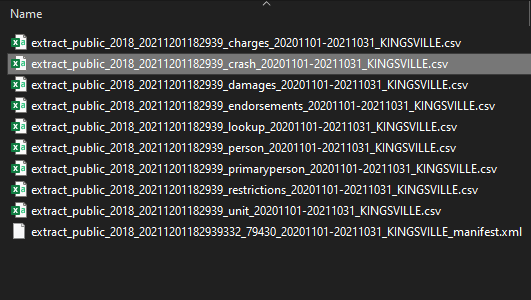 Name
extract_public_2018_20211201182939_charges_20201101-20211031_KINGSVILLE.csv
extract_public_2018_20211201182939_crash_20201101-20211031_KINGSVILLE.csv
extract_public_2018_20211201182939_damages_20201101-20211031_KINGSVILLE.csv
extract_public_2018_20211201182939_endorsements_20201101-20211031_KINGSVILLE.csv
extract_public_2018_20211201182939_lookup_20201101-20211031_KINGSVILLE.csv
extract_public_2018_20211201182939_person_20201101-20211031_KINGSVILLE.csv
extract_public_2018_20211201182939_primaryperson_20201101-20211031_KINGSVILLE.csv
extract_public_2018_20211201182939_restrictions_20201101-20211031_KINGSVILLE.csv
extract_public_2018_20211201182939_unit_20201101-20211031_KINGSVILLE.csv
extract_public_2018_20211201182939332_79430_20201101-20211031_KINGSVILLE_manifest.xml